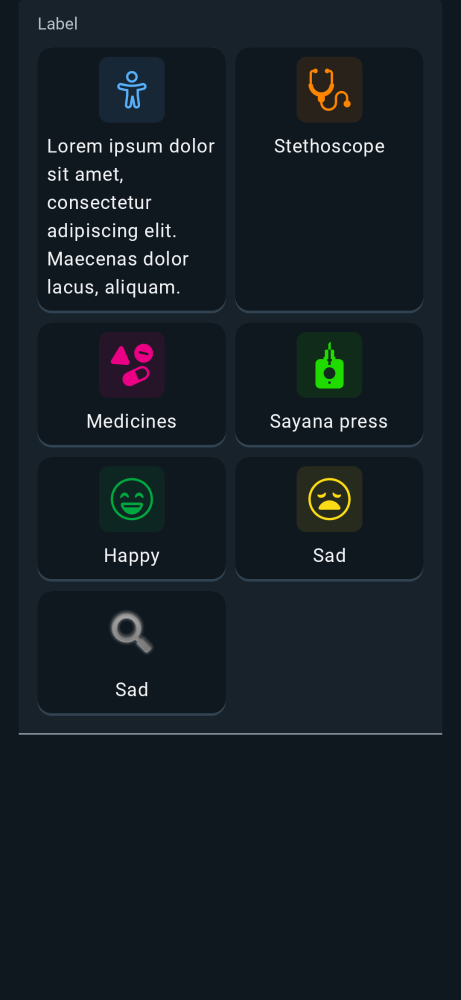 Label
Lorem ipsum dolor
sit amet,
consectetur
adipiscing elit.
Maecenas dolor
lacus, aliquam.
Stethoscope
Medicines
Sayana press
Happy
Sad
Sad